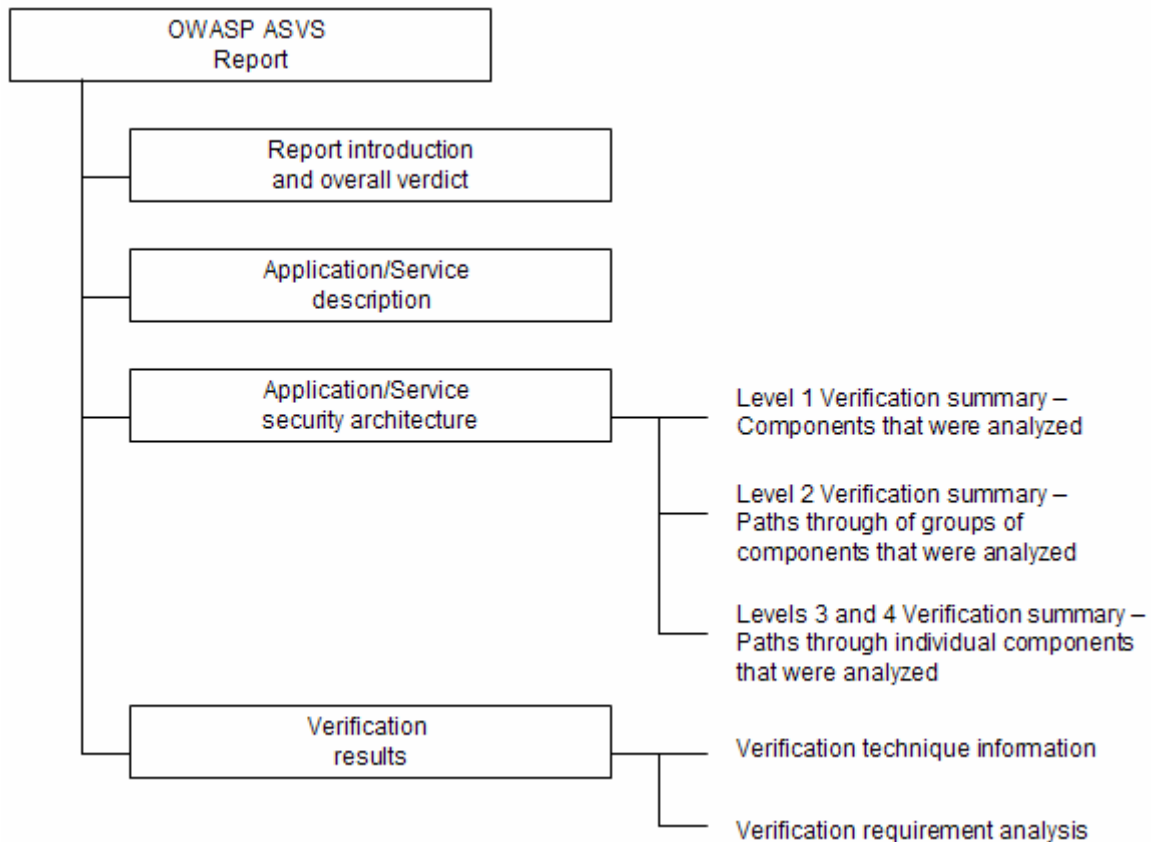 OWASP ASVS
Report
Report introduction
and overall verdict
Application/Service
description
Application/Service
security architecture
Level 1 Verification summary –
Components that were analyzed
Level 2 Verification summary –
Paths through of groups of
components that were analyzed
Levels 3 and 4 Verification summary –
Paths through individual components
that were analyzed
Verification
results
Verification technique information
Verification requirement analysis